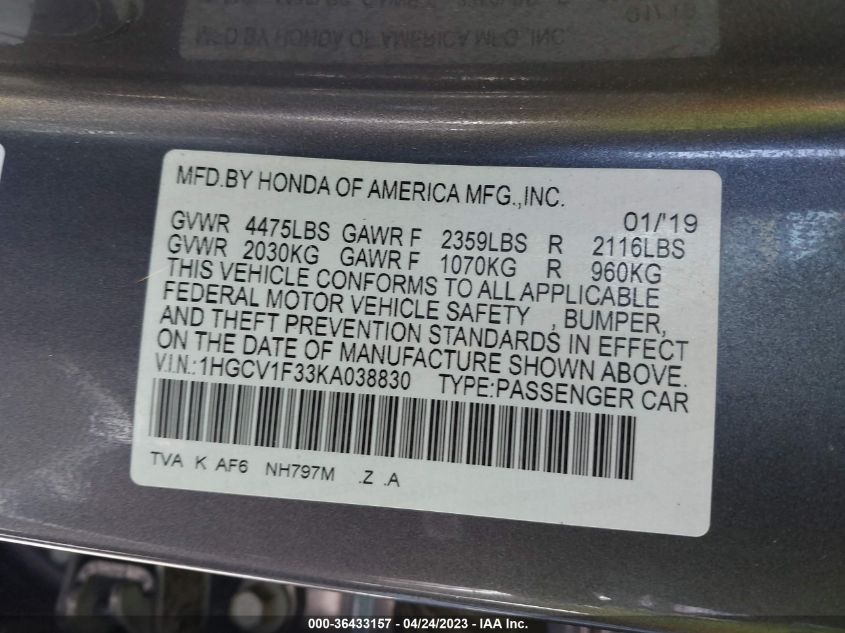 MFD.BY HONDA OF AMERICA MFG.,INC.
01/'19
GVWR 4475LBS GAWR F 2359LBS R 2116LBS
GVWR 2030KG GAWR F 1070KG R 960KG
THIS VEHICLE CONFORMS TO ALL APPLICABLE
FEDERAL MOTOR VEHICLE SAFETY , BUMPER,
AND THEFT PREVENTION STANDARDS IN EFFECT
ON THE DATE OF MANUFACTURE SHOWN ABOVE.
V.I.N.:1HGCV1F33KA038830 TYPE:PASSENGER CAR
TVA K AF6 NH797M .Z .A
000-36433157 - 04/24/2023 - IAA Inc.